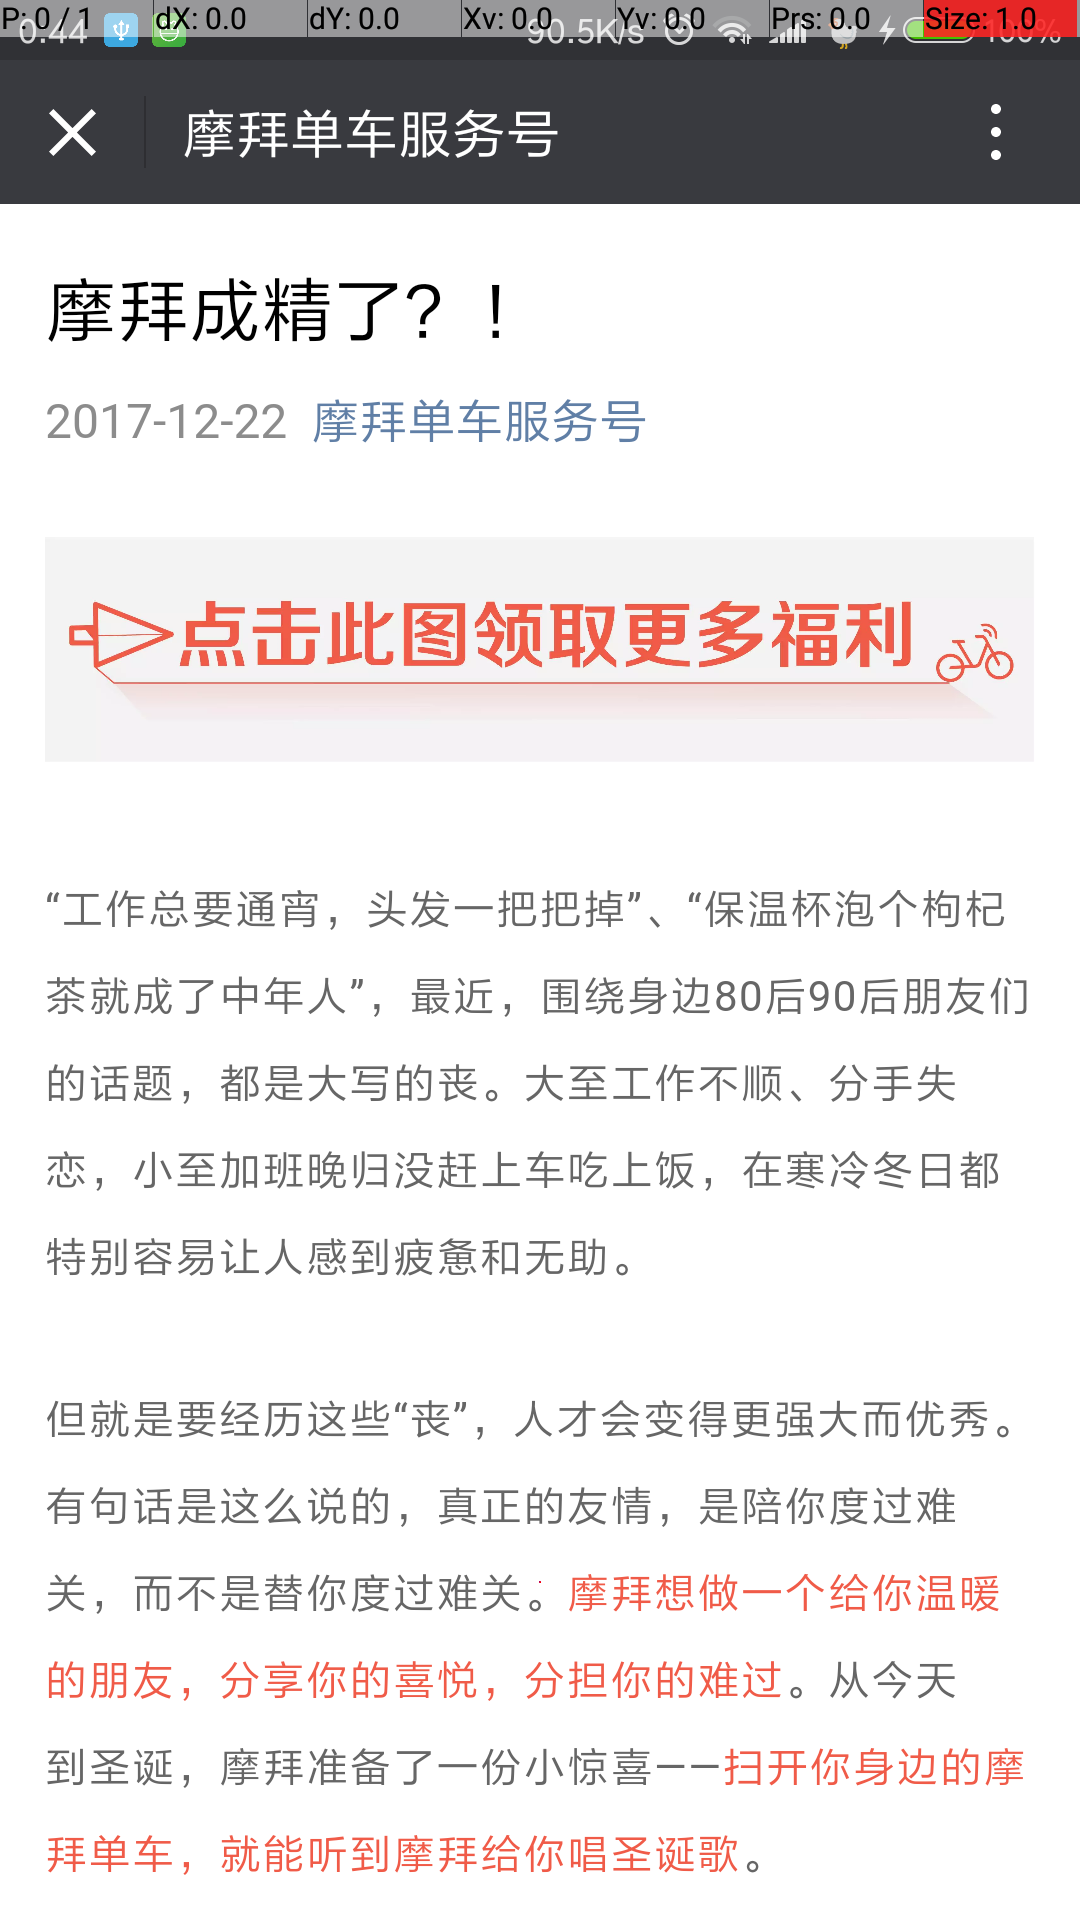 P: 0 / 1 dX: 0.0 dY: 0.0 Xv: 0.0 Yv: 0.0 Prs: 0.0 Size: 1.0
0:44 90.5K/s 100%
摩拜单车服务号
摩拜成精了？！
2017-12-22 摩拜单车服务号
点击此图领取更多福利
“工作总要通宵，头发一把把掉”、“保温杯泡个枸杞
茶就成了中年人”，最近，围绕身边80后90后朋友们
的话题，都是大写的丧。大至工作不顺、分手失
恋，小至加班晚归没赶上车吃上饭，在寒冷冬日都
特别容易让人感到疲惫和无助。
但就是要经历这些“丧”，人才会变得更强大而优秀。
有句话是这么说的，真正的友情，是陪你度过难
关，而不是替你度过难关。摩拜想做一个给你温暖
的朋友，分享你的喜悦，分担你的难过。从今天
到圣诞，摩拜准备了一份小惊喜——扫开你身边的摩
拜单车，就能听到摩拜给你唱圣诞歌。